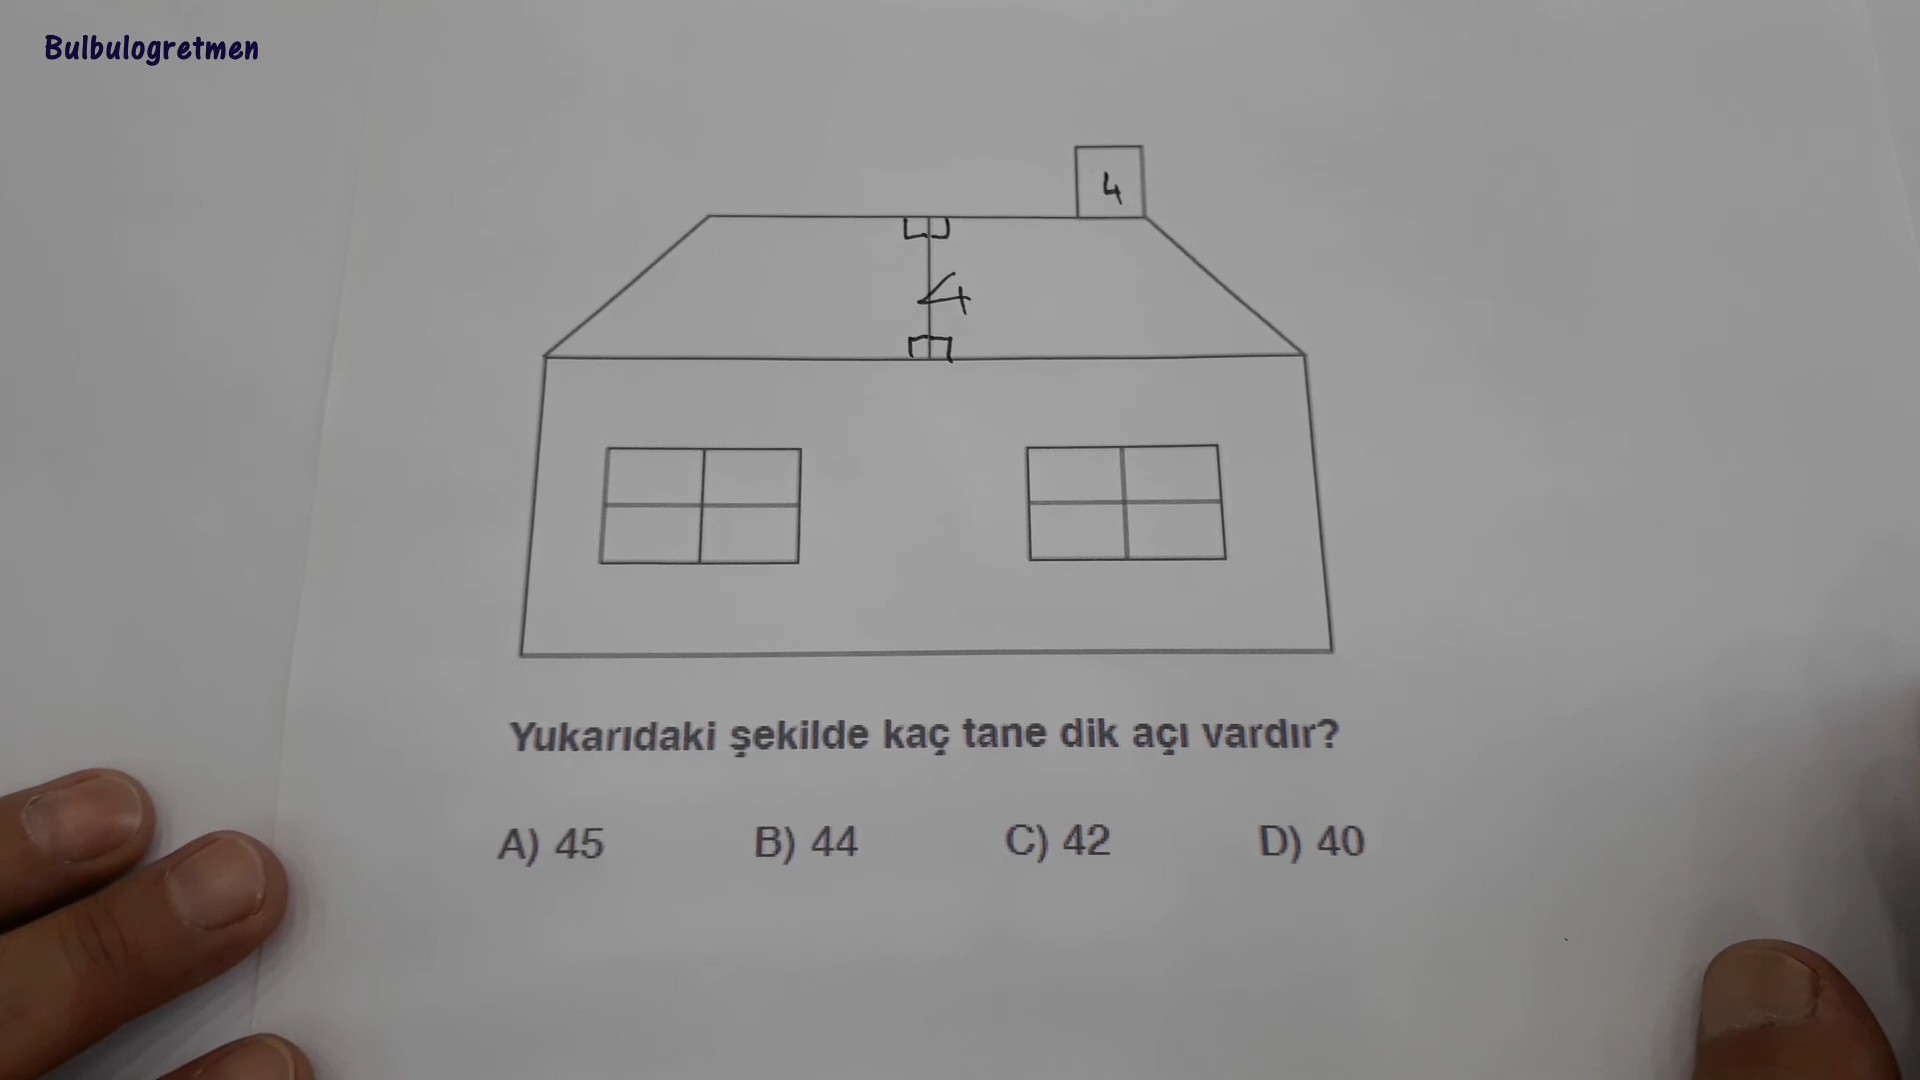 Bulbulogretmen
4
4
Yukarıdaki şekilde kaç tane dik açı vardır?
A) 45 B) 44 C) 42 D) 40